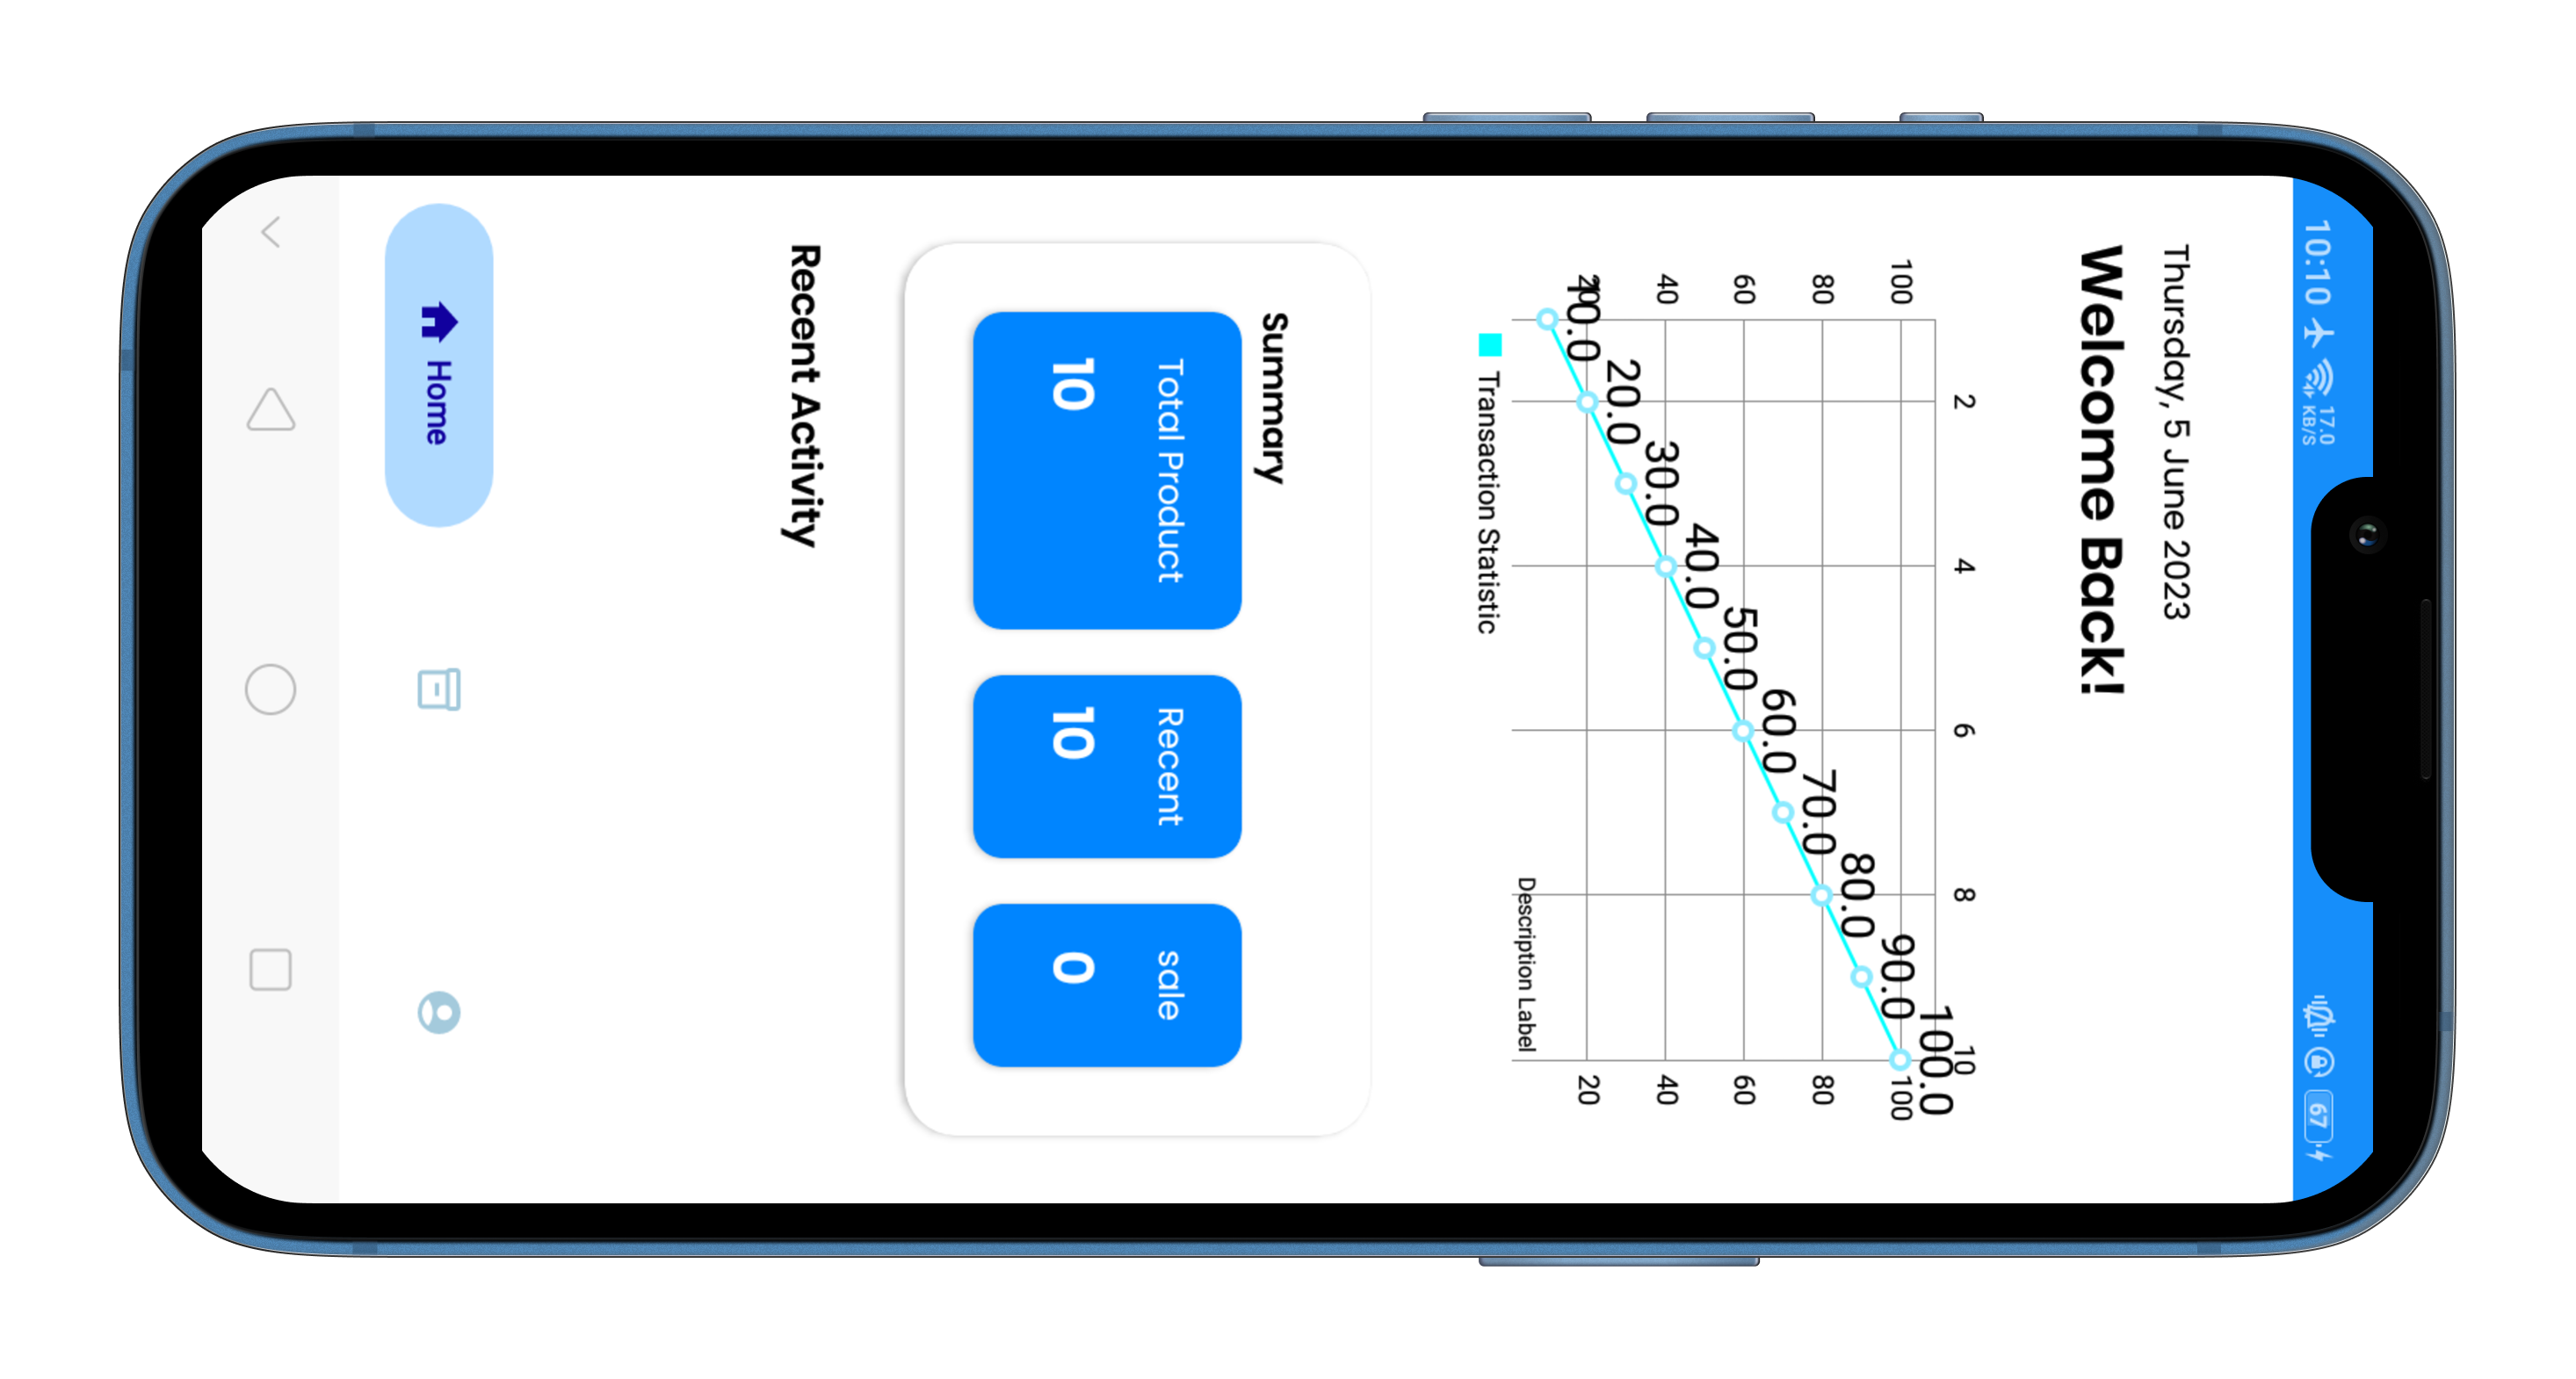 10:10 17.0 KB/S 67
Thursday, 5 June 2023
Welcome Back!
2 4 6 8 10
100 100
80 80
60 60
40 40
20 20
10.0 20.0 30.0 40.0 50.0 60.0 70.0 80.0 90.0 100.0
Description Label
Transaction Statistic
Summary
Total Product Recent sale
10 10 0
Recent Activity
Home